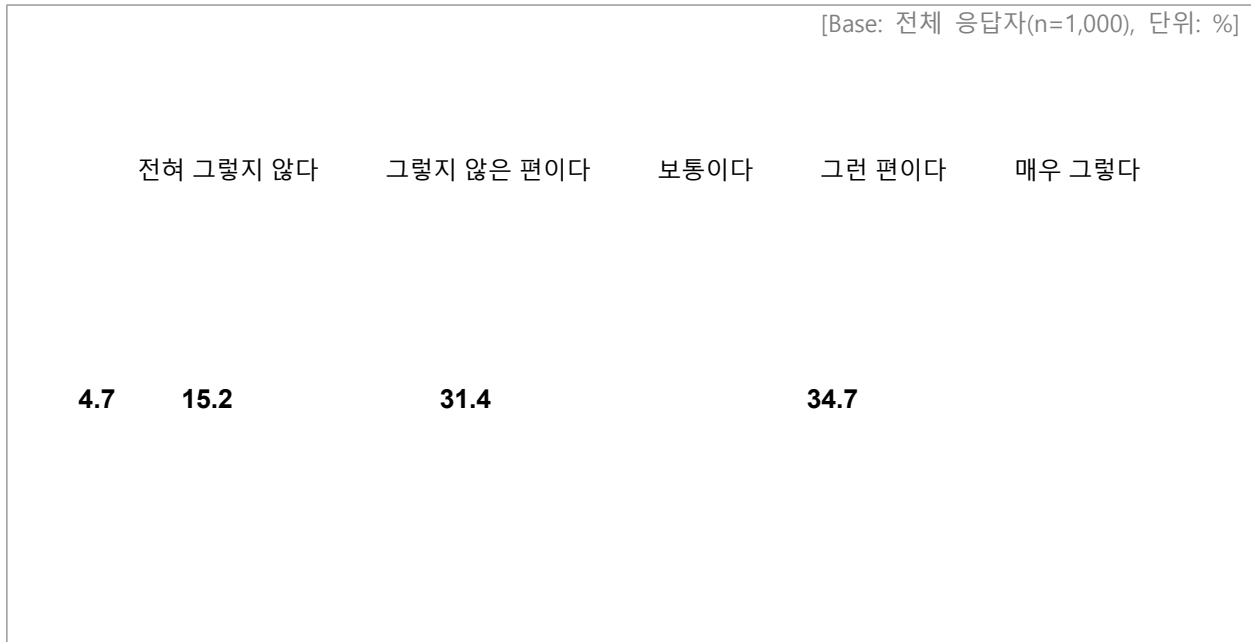 [Base: 전체 응답자(n=1,000), 단위: %]
전혀 그렇지 않다 그렇지 않은 편이다 보통이다 그런 편이다 매우 그렇다
4.7 15.2 31.4 34.7